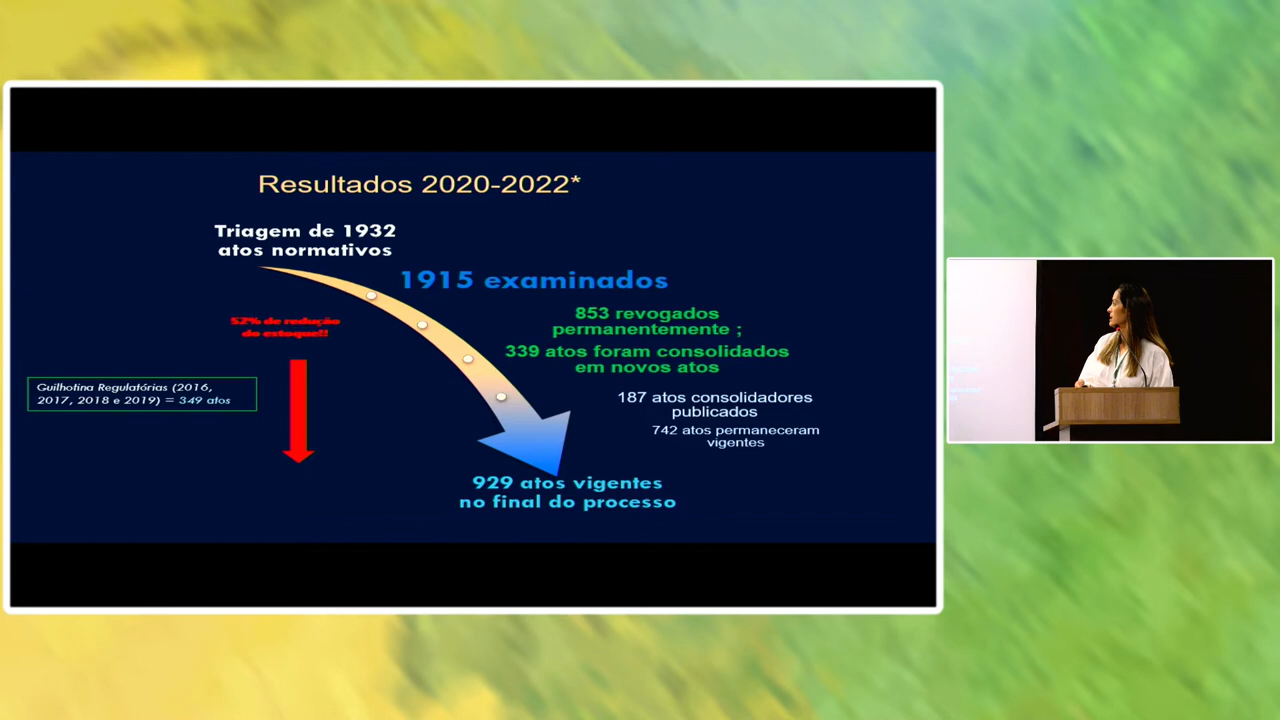 Resultados 2020-2022*
Triagem de 1932
atos normativos
1915 examinados
853 revogados
permanentemente ;
52% de redução
do estoque!!
339 atos foram consolidados
em novos atos
Guilhotina Regulatórias (2016,
2017, 2018 e 2019) = 349 atos
187 atos consolidadores
publicados
742 atos permaneceram
vigentes
929 atos vigentes
no final do processo